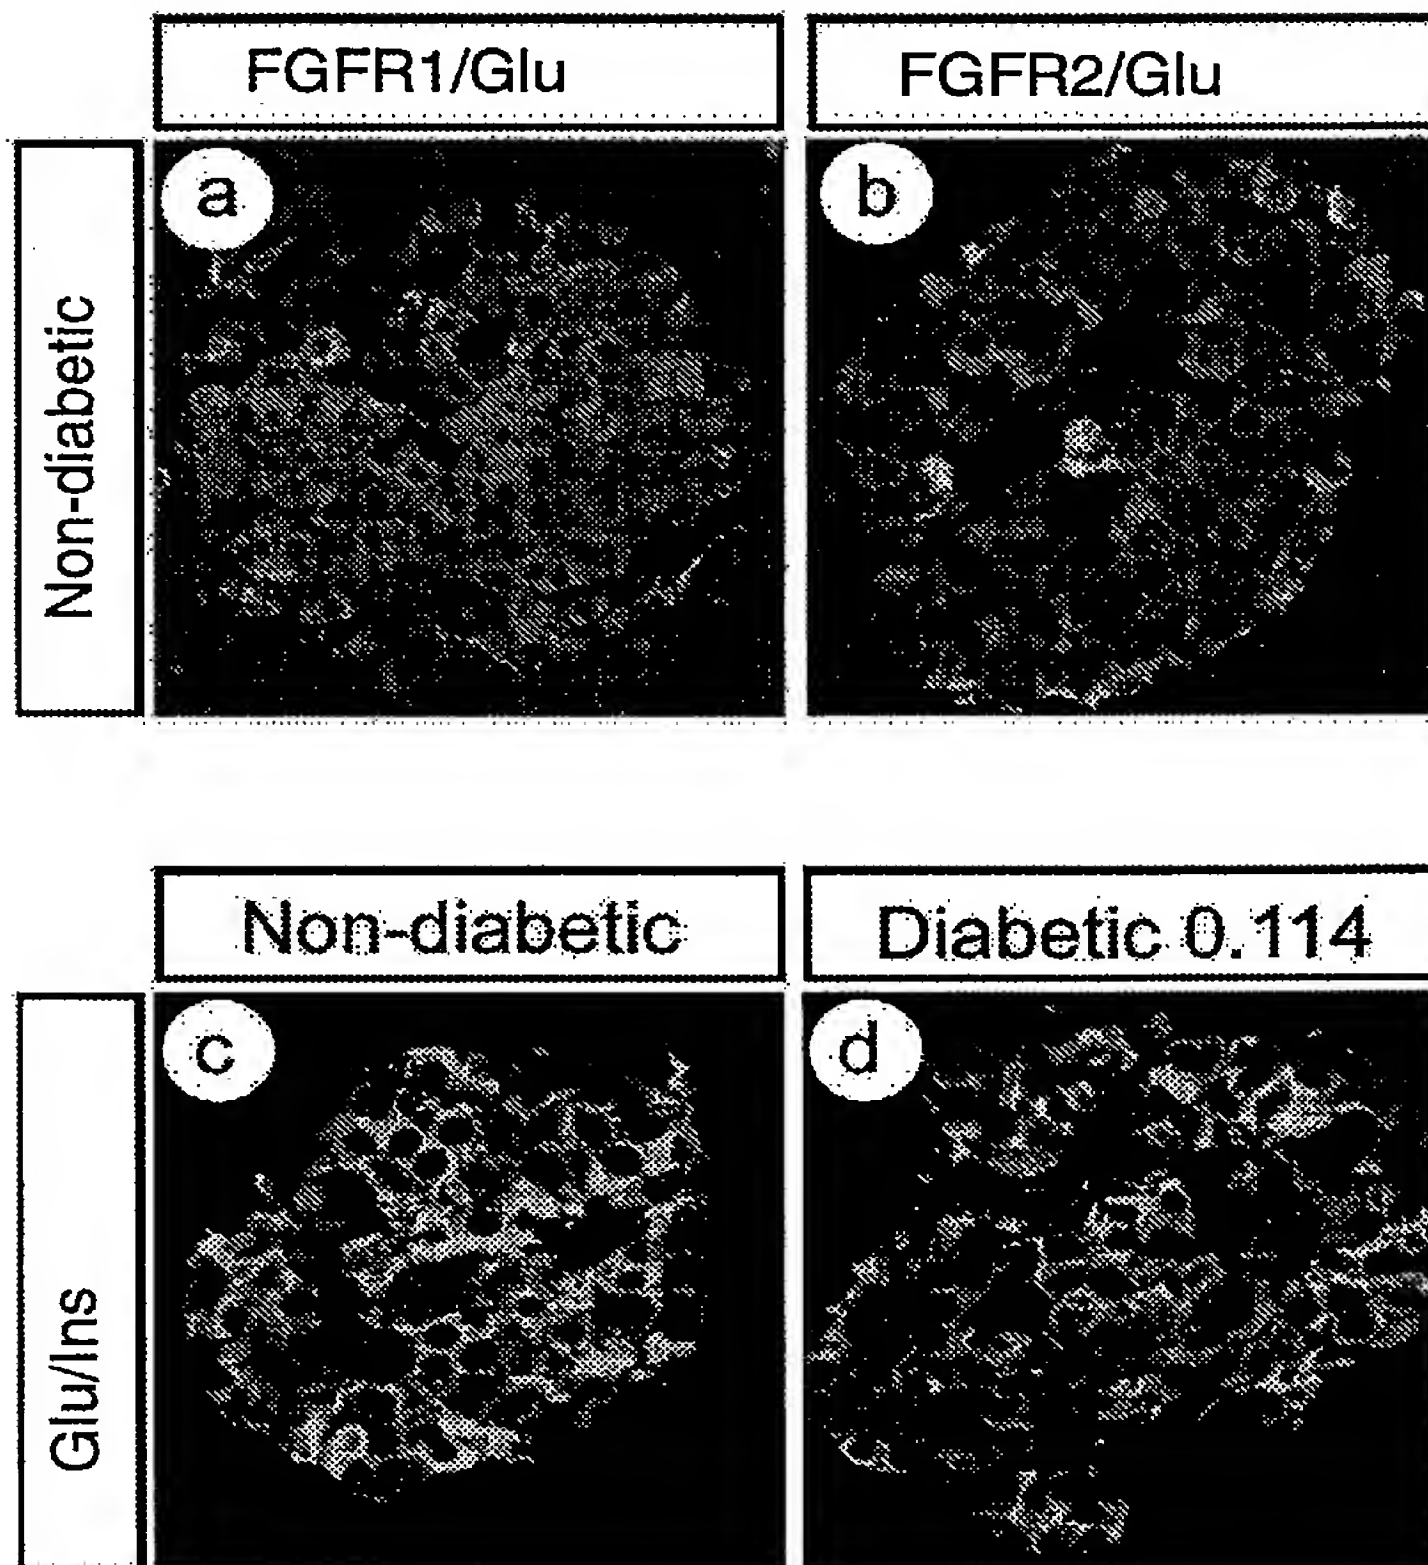 FGFR1/Glu
FGFR2/Glu
Non-diabetic
a
b
Non-diabetic
Diabetic 0.114
Glu/Ins
c
d